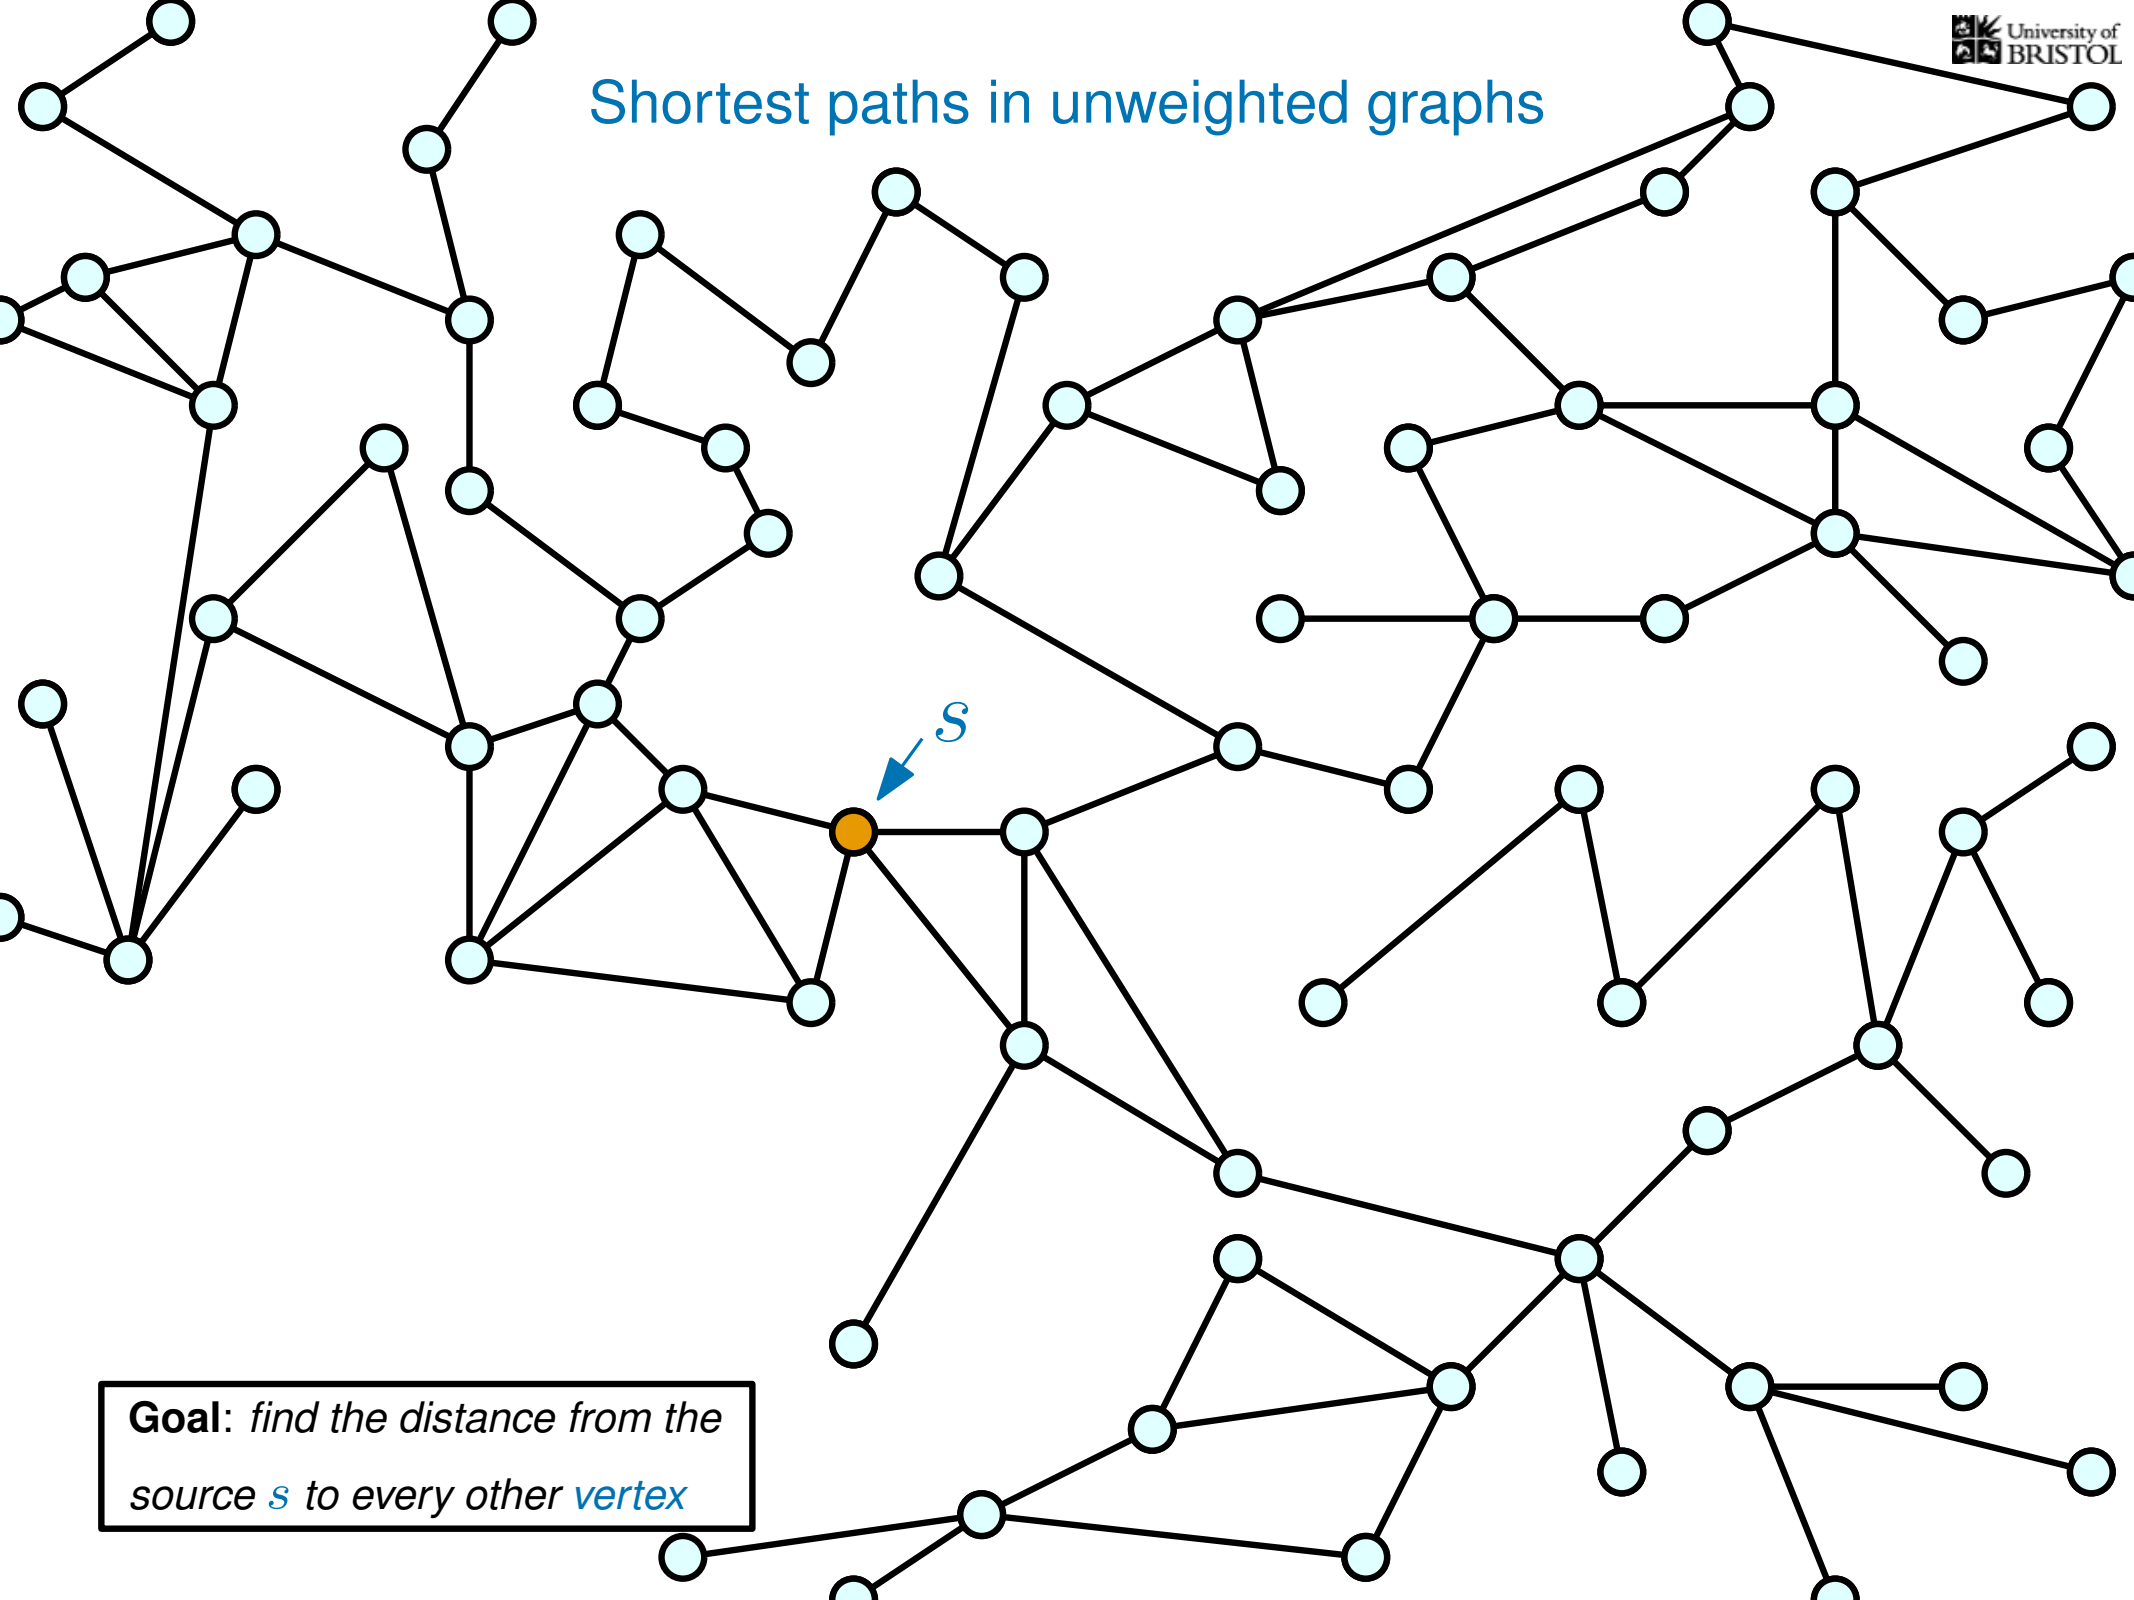 University of
BRISTOL
Shortest paths in unweighted graphs
s
Goal: find the distance from the
source s to every other vertex